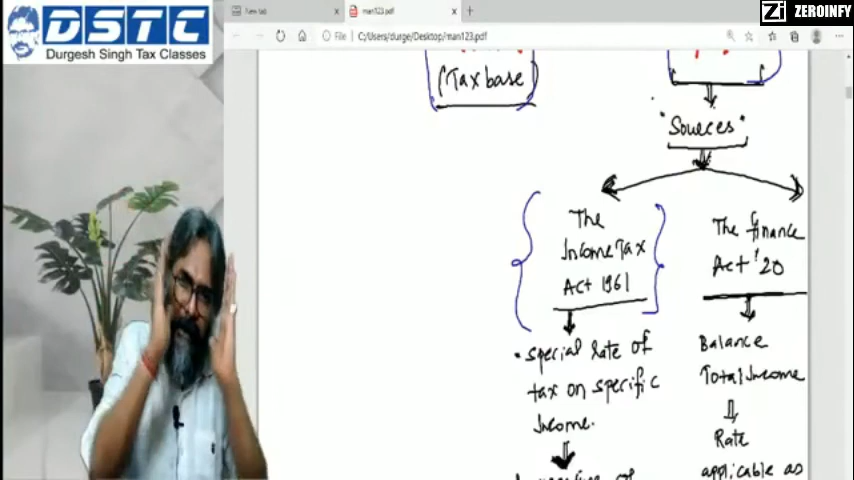 DSTC
Durgesh Singh Tax Classes
New tab
man123.pdf
Zi ZEROINFY
File C:/Users/durge/Desktop/man123.pdf
(Tax base)
"Sources"
The
Income Tax
Act 1961
The finance
Act '20
• special rate of
tax on specific
Income.
Balance
Total Income
Rate
applicable as